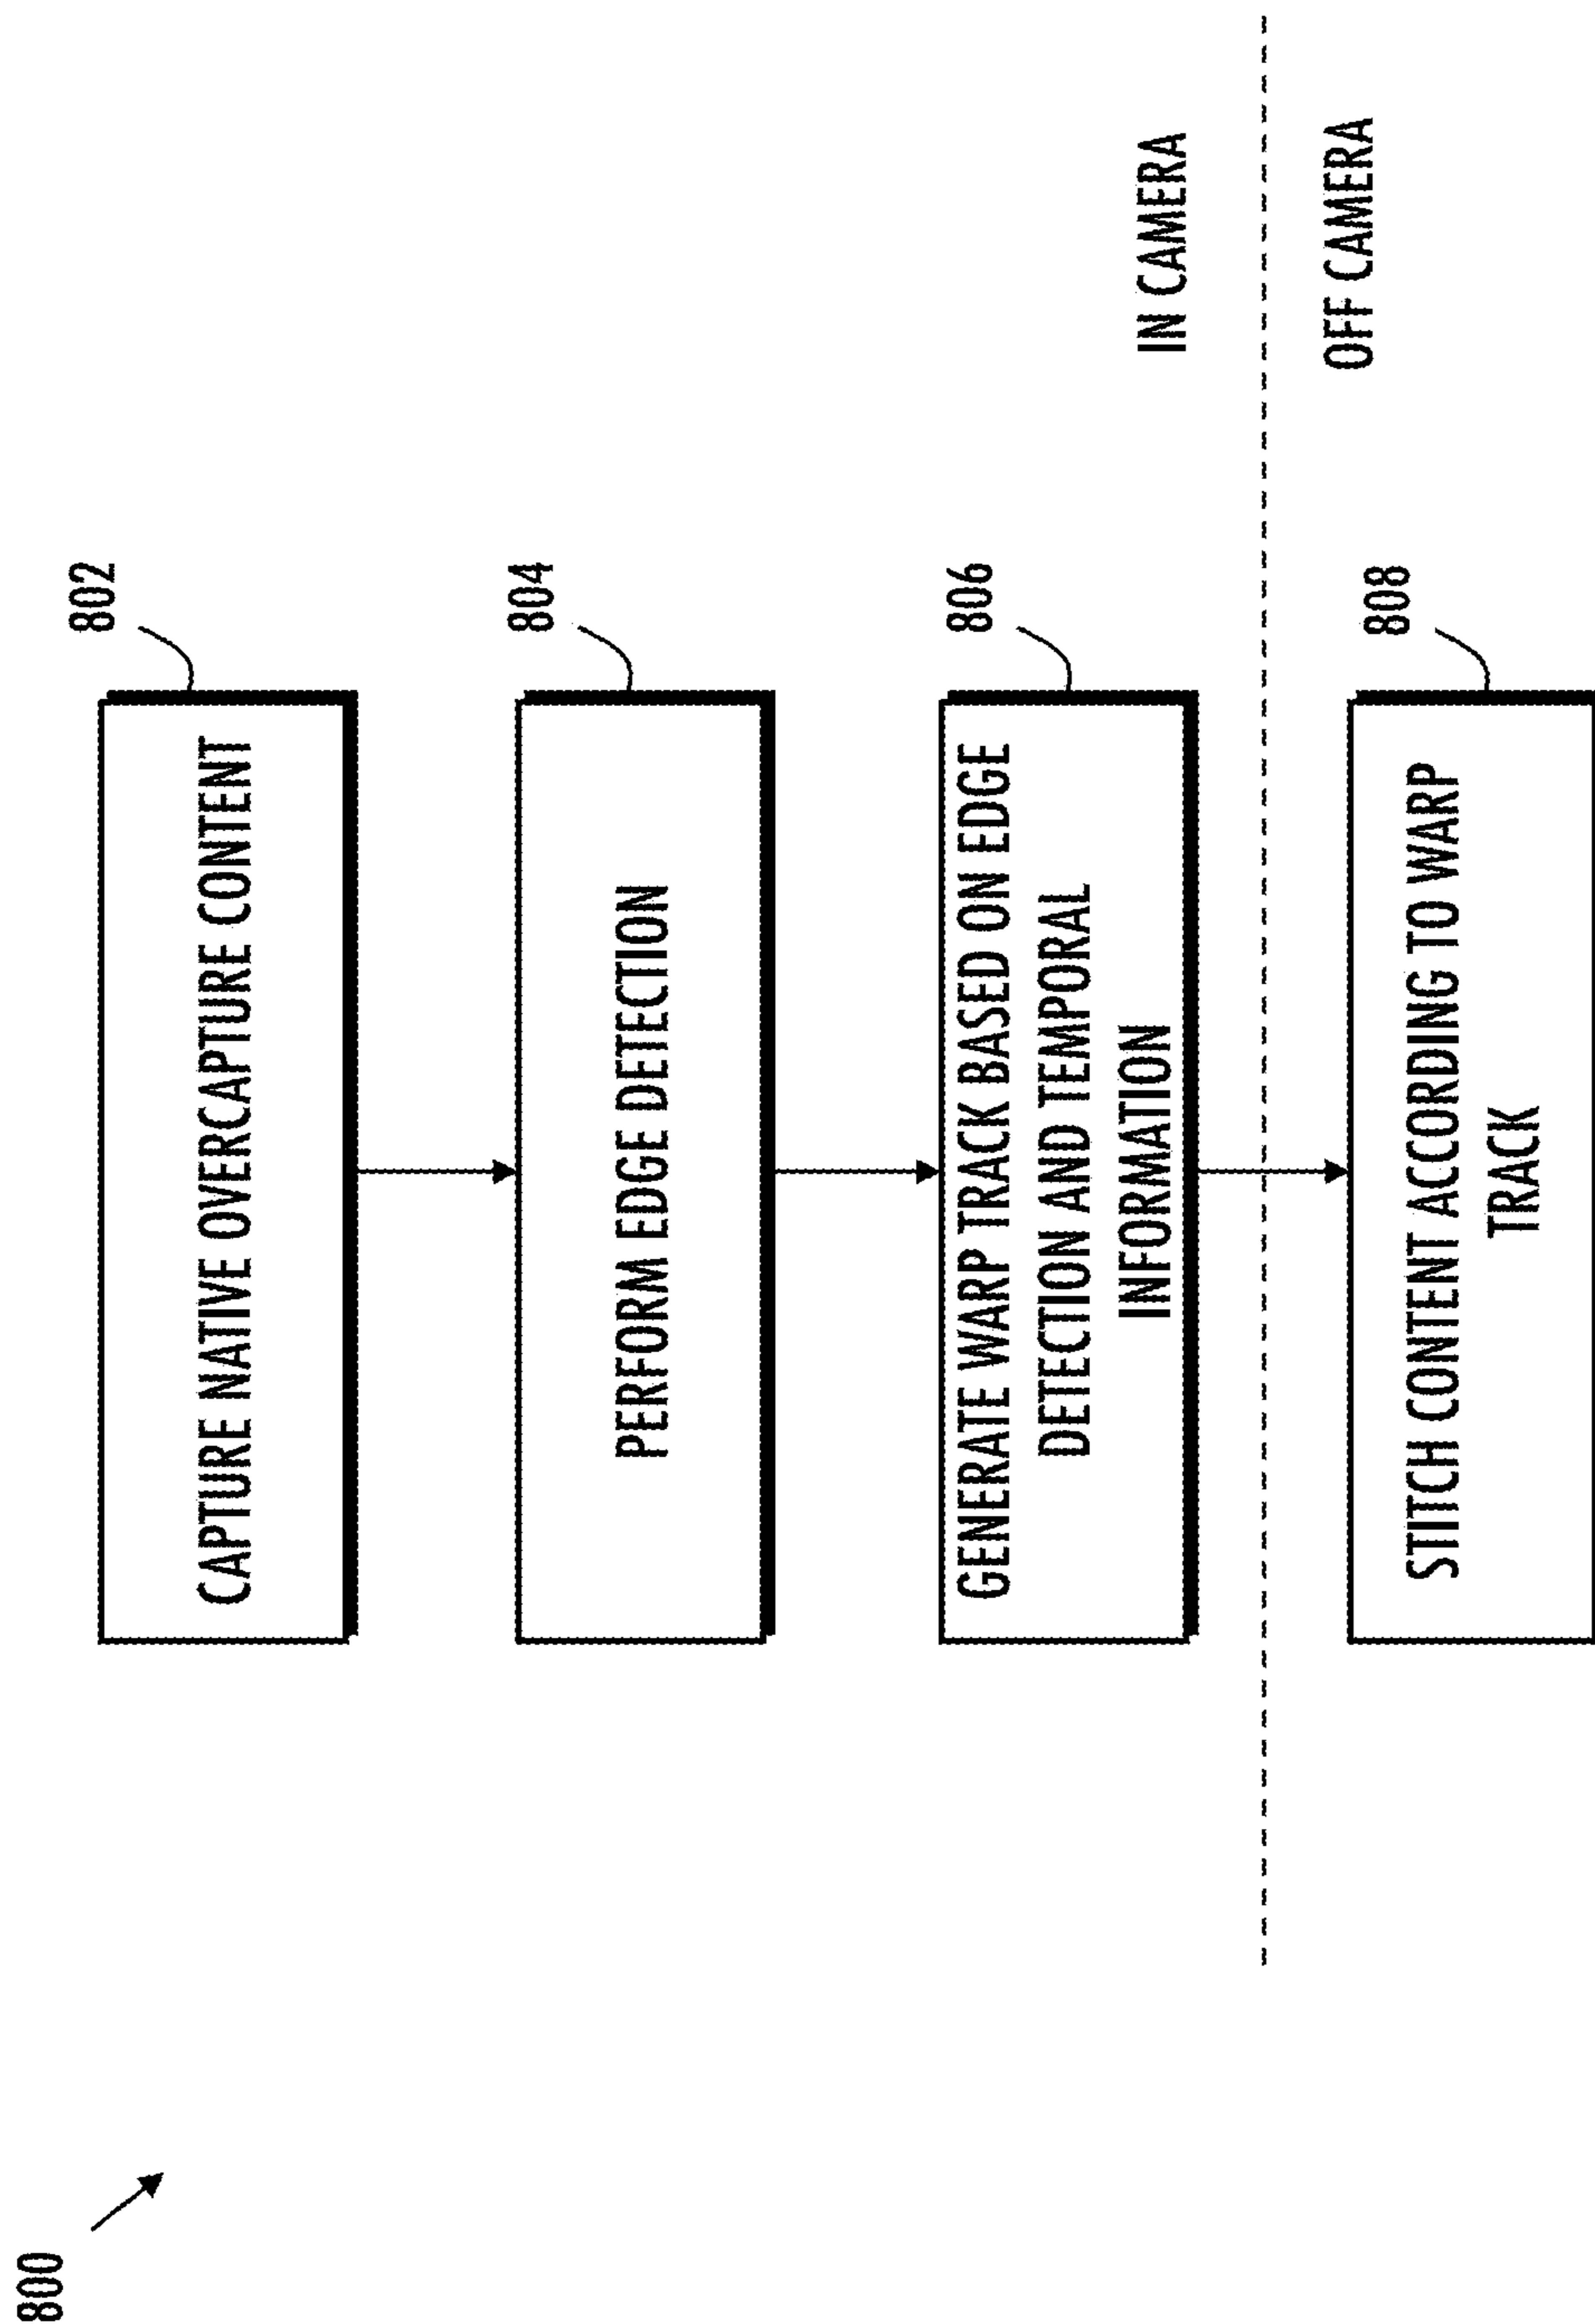 800
802
CAPTURE NATIVE OVERCAPTURE CONTENT
804
PERFORM EDGE DETECTION
806
GENERATE WARP TRACK BASED ON EDGE
DETECTION AND TEMPORAL
INFORMATION
IN CAMERA
OFF CAMERA
808
STITCH CONTENT ACCORDING TO WARP
TRACK